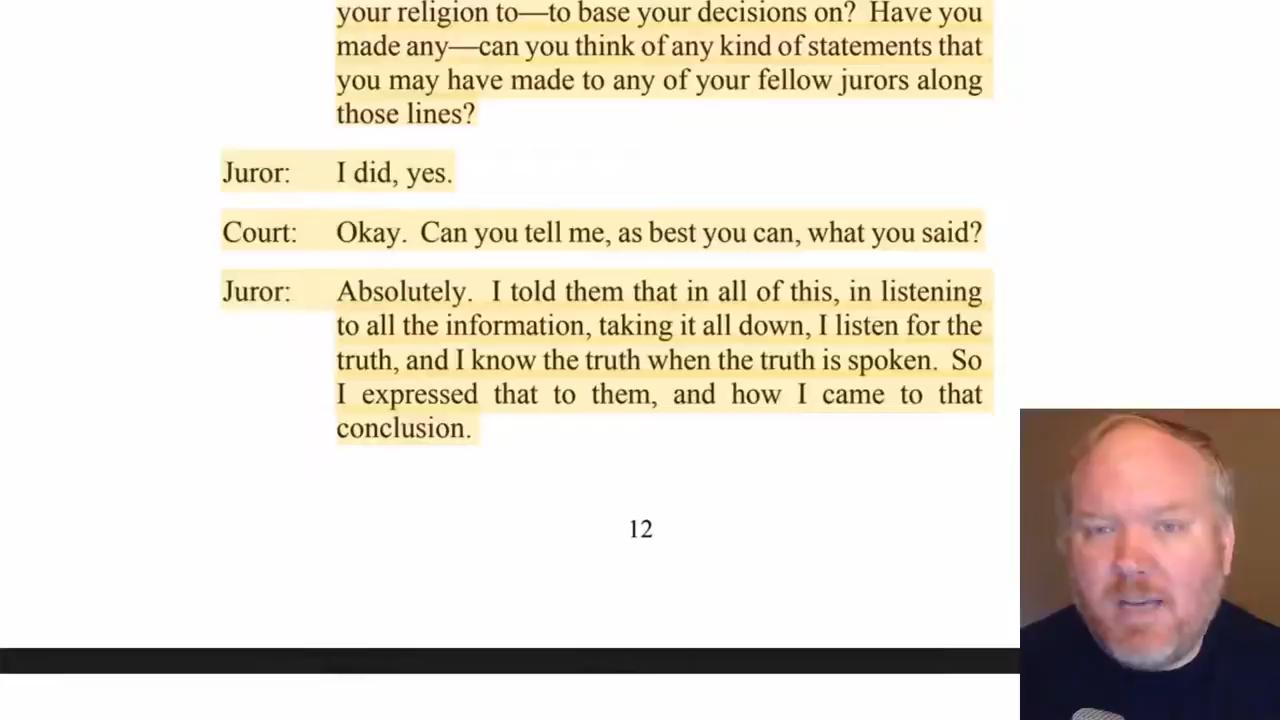 your religion to—to base your decisions on? Have you
made any—can you think of any kind of statements that
you may have made to any of your fellow jurors along
those lines?
Juror: I did, yes.
Court: Okay. Can you tell me, as best you can, what you said?
Juror: Absolutely. I told them that in all of this, in listening
to all the information, taking it all down, I listen for the
truth, and I know the truth when the truth is spoken. So
I expressed that to them, and how I came to that
conclusion.
12